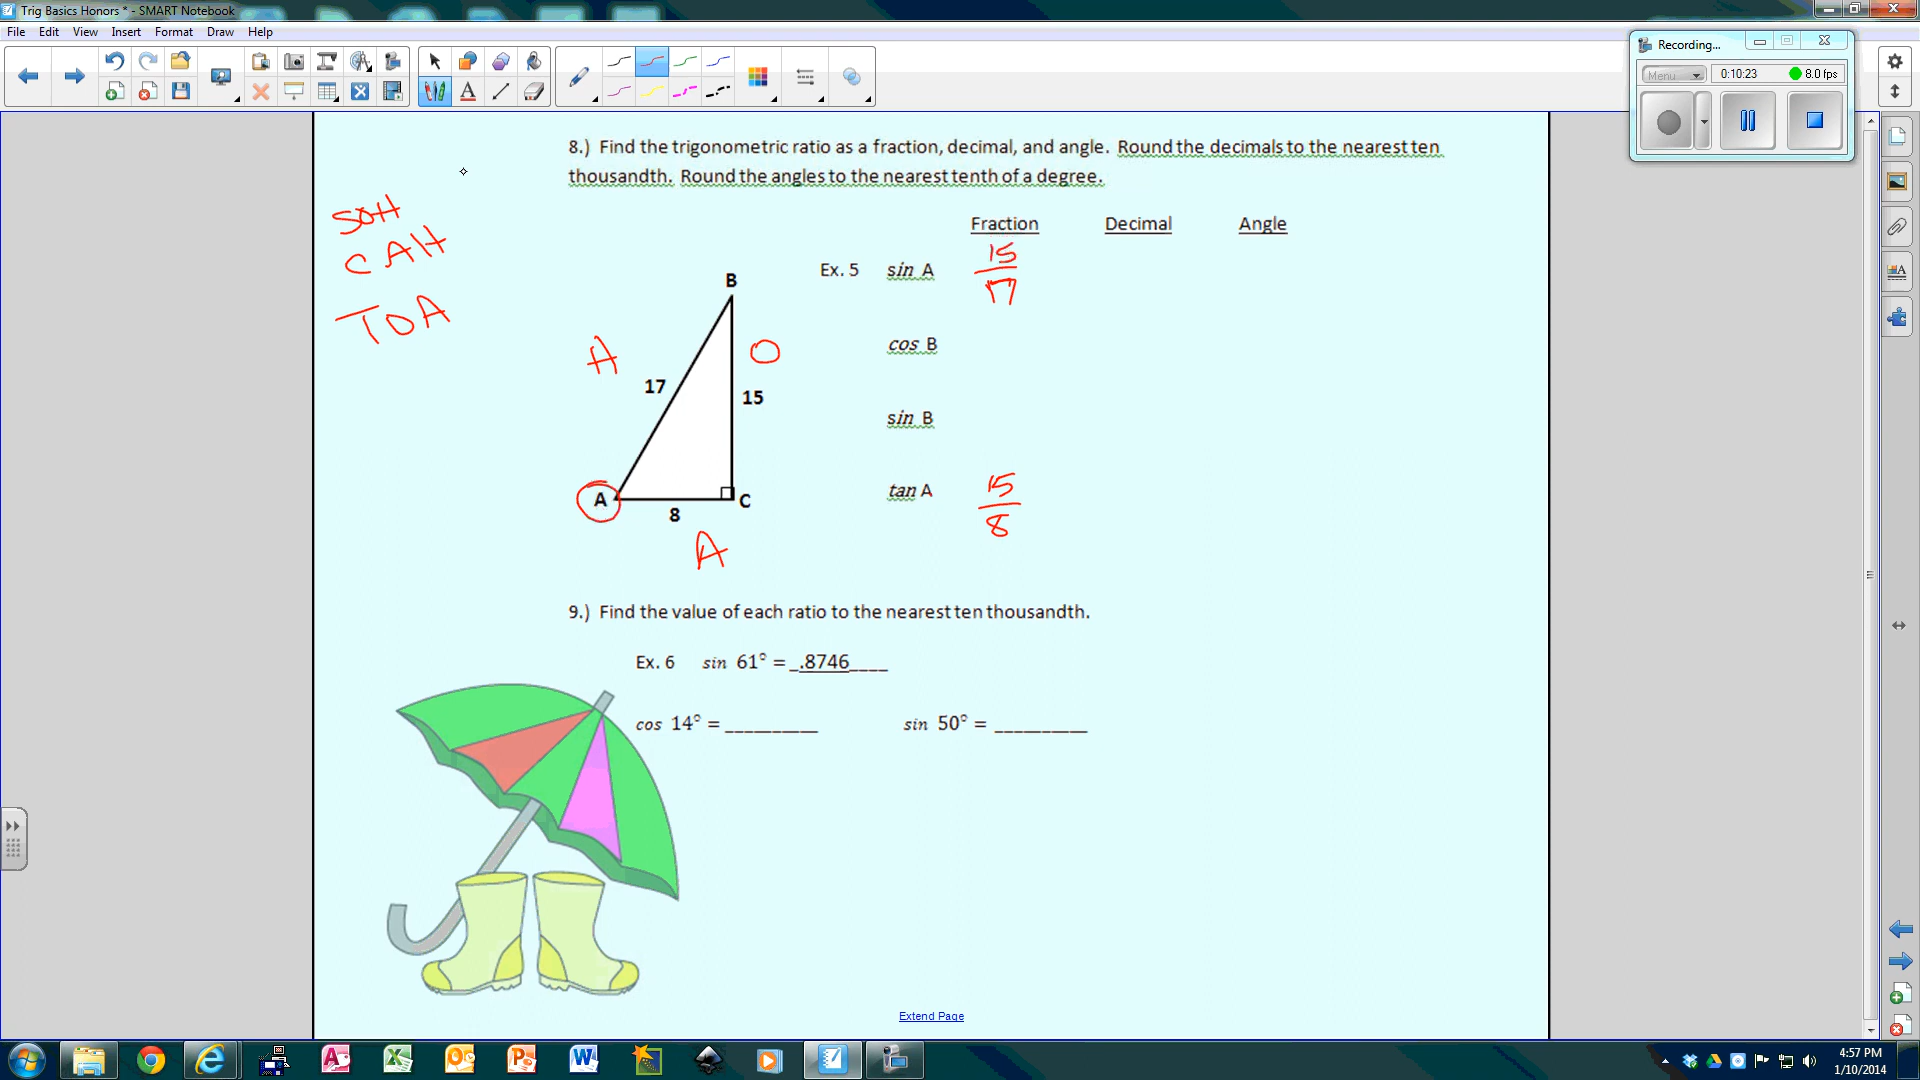 Trig Basics Honors * - SMART Notebook
File Edit View Insert Format Draw Help
Recording...
Menu 0:10:23 8.0 fps
8.) Find the trigonometric ratio as a fraction, decimal, and angle. Round the decimals to the nearest ten
thousandth. Round the angles to the nearest tenth of a degree.
SOH
CAH
TOA
Fraction Decimal Angle
Ex. 5 sin A 15/17
cos B
sin B
tan A 15/8
B
H
O
17
15
A
C
8
A
9.) Find the value of each ratio to the nearest ten thousandth.
Ex. 6 sin 61° = _.8746____
cos 14° = __________ sin 50° = __________
Extend Page
4:57 PM
1/10/2014